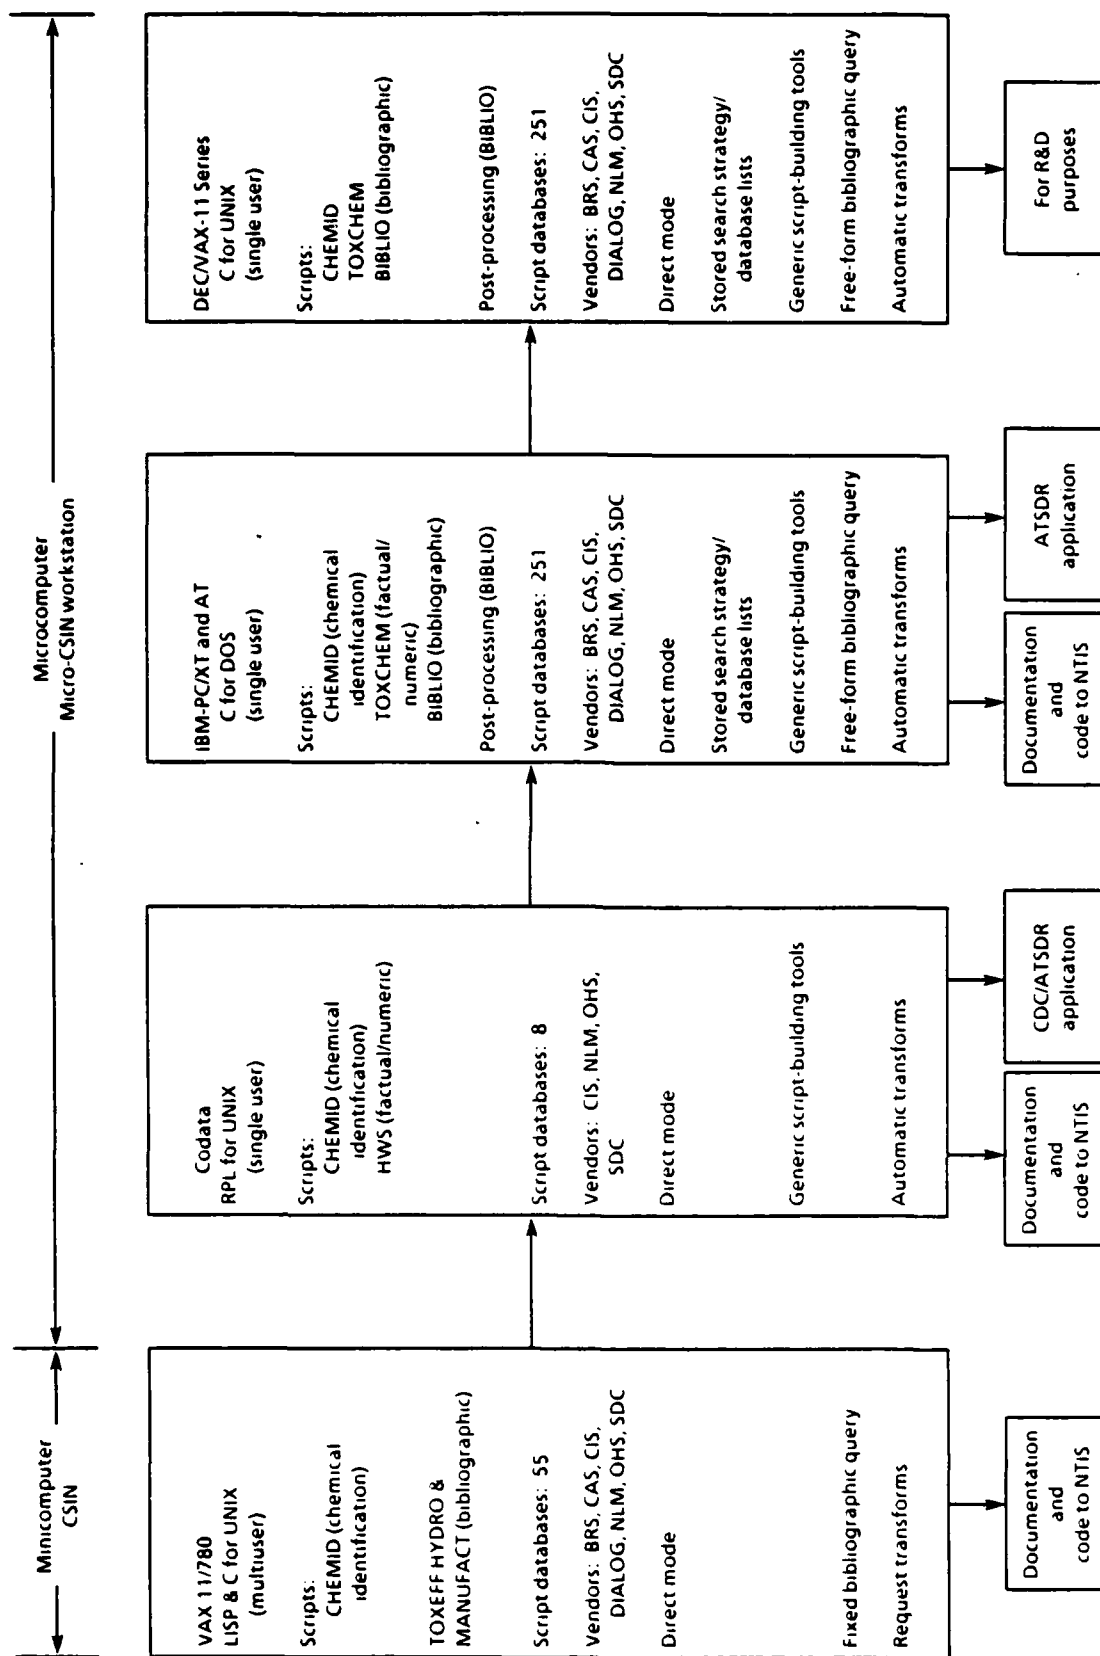 Minicomputer
CSIN
Microcomputer
Micro-CSIN workstation
VAX 11/780
LISP & C for UNIX
(multiuser)
Scripts:
CHEMID (chemical
identification)
TOXEFF HYDRO &
MANUFACT (bibliographic)
Script databases: 55
Vendors: BRS, CAS, CIS,
DIALOG, NLM, OHS, SDC
Direct mode
Fixed bibliographic query
Request transforms
Documentation
and
code to NTIS
Codata
RPL for UNIX
(single user)
Scripts:
CHEMID (chemical
identification)
HWS (factual/numeric)
Script databases: 8
Vendors: CIS, NLM, OHS,
SDC
Direct mode
Generic script-building tools
Automatic transforms
Documentation
and
code to NTIS
CDC/ATSDR
application
IBM-PC/XT and AT
C for DOS
(single user)
Scripts:
CHEMID (chemical
identification)
TOXCHEM (factual/
numeric)
BIBLIO (bibliographic)
Post-processing (BIBLIO)
Script databases: 251
Vendors: BRS, CAS, CIS,
DIALOG, NLM, OHS, SDC
Direct mode
Stored search strategy/
database lists
Generic script-building tools
Free-form bibliographic query
Automatic transforms
Documentation
and
code to NTIS
ATSDR
application
DEC/VAX-11 Series
C for UNIX
(single user)
Scripts:
CHEMID
TOXCHEM
BIBLIO (bibliographic)
Post-processing (BIBLIO)
Script databases: 251
Vendors: BRS, CAS, CIS,
DIALOG, NLM, OHS, SDC
Direct mode
Stored search strategy/
database lists
Generic script-building tools
Free-form bibliographic query
Automatic transforms
For R&D
purposes